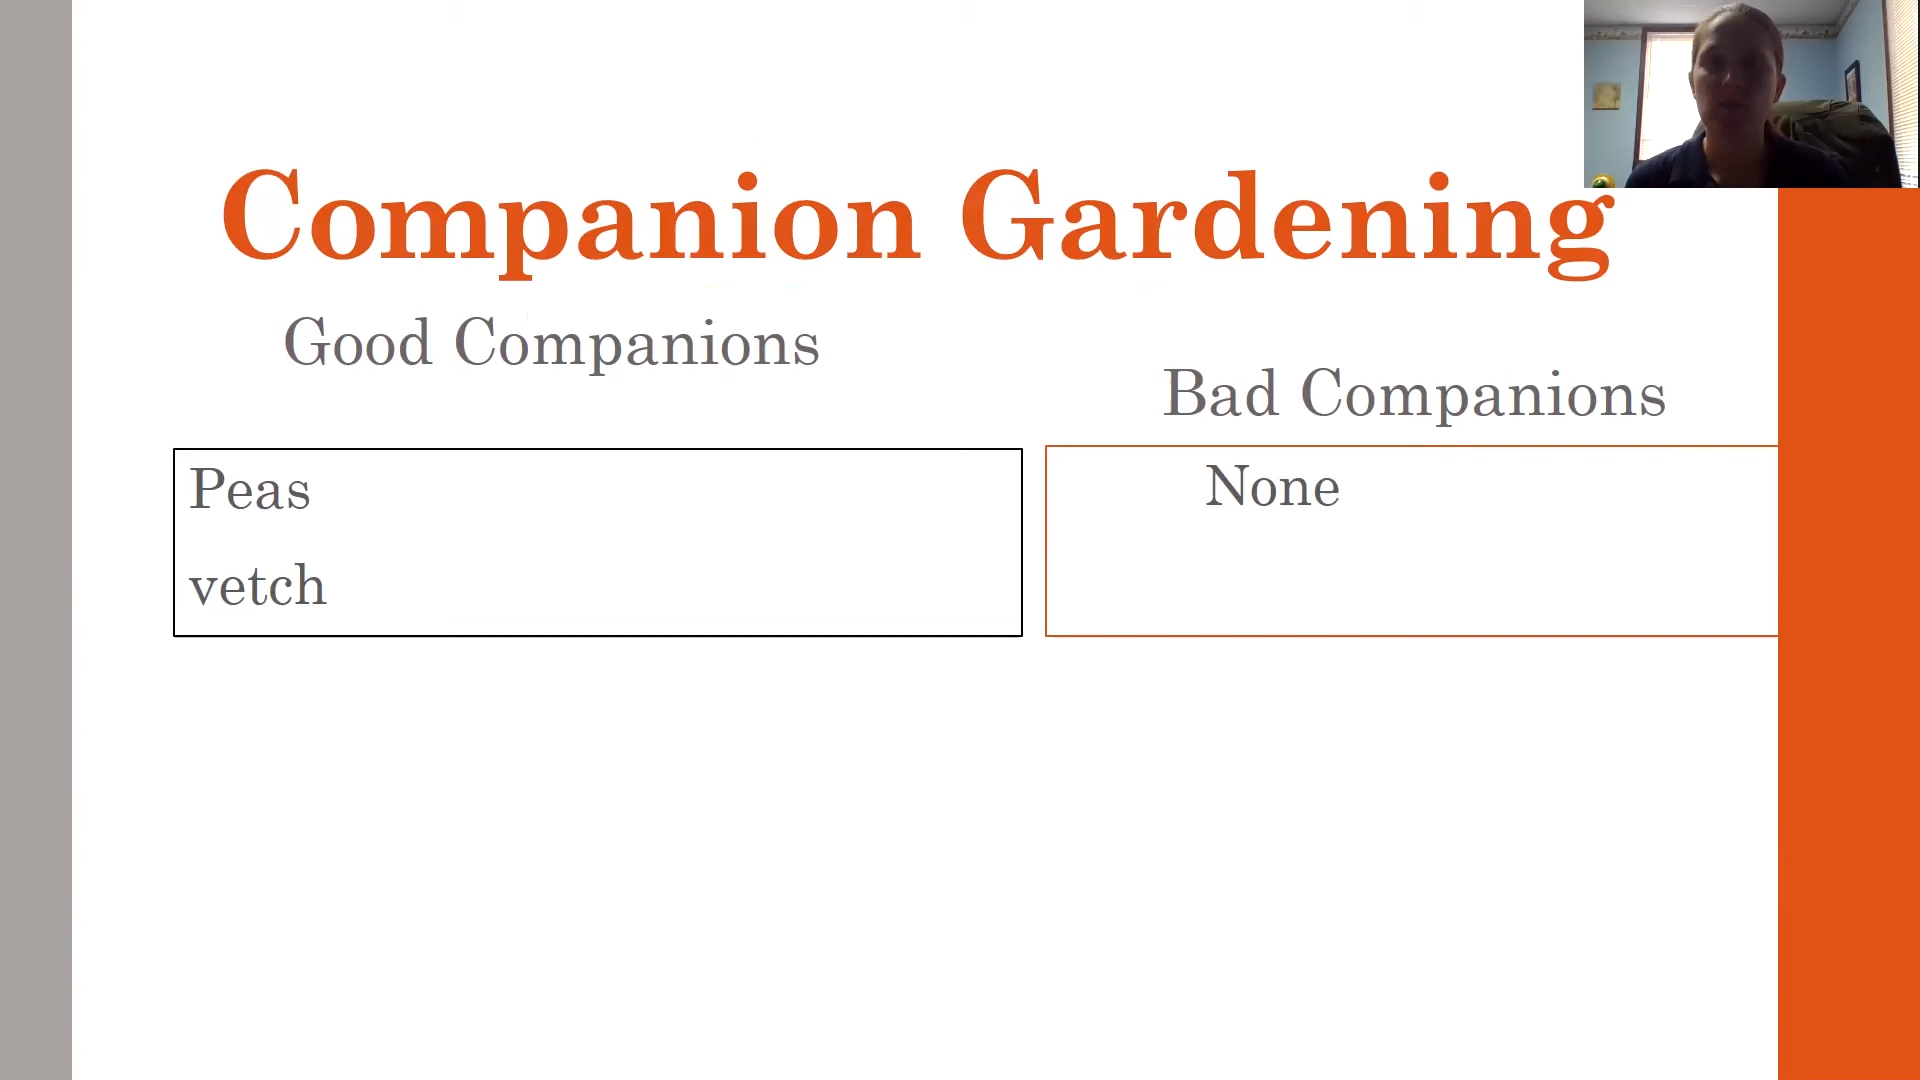 Companion Gardening
Good Companions
Bad Companions
Peas
vetch
None